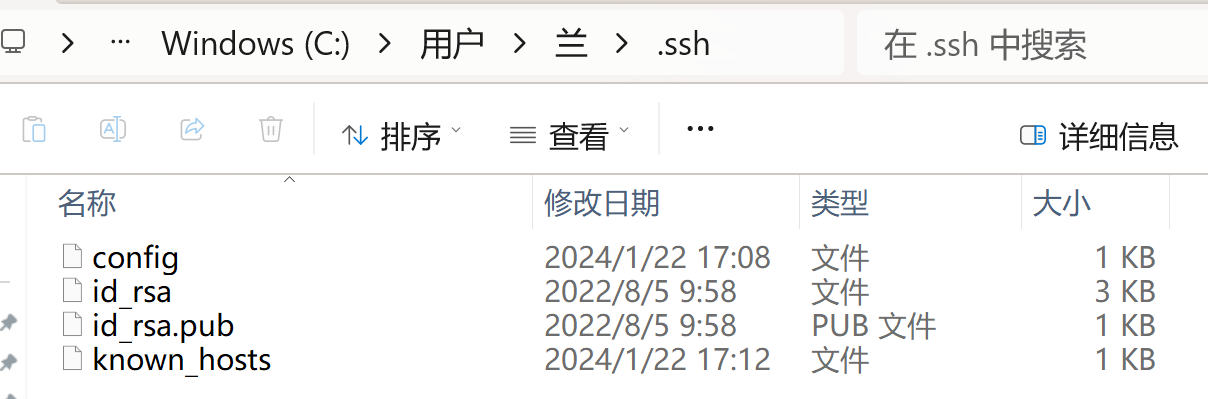 … Windows (C:) 用户 兰 .ssh 在 .ssh 中搜索
排序 查看 … 详细信息
名称 修改日期 类型 大小
config 2024/1/22 17:08 文件 1 KB
id_rsa 2022/8/5 9:58 文件 3 KB
id_rsa.pub 2022/8/5 9:58 PUB 文件 1 KB
known_hosts 2024/1/22 17:12 文件 1 KB